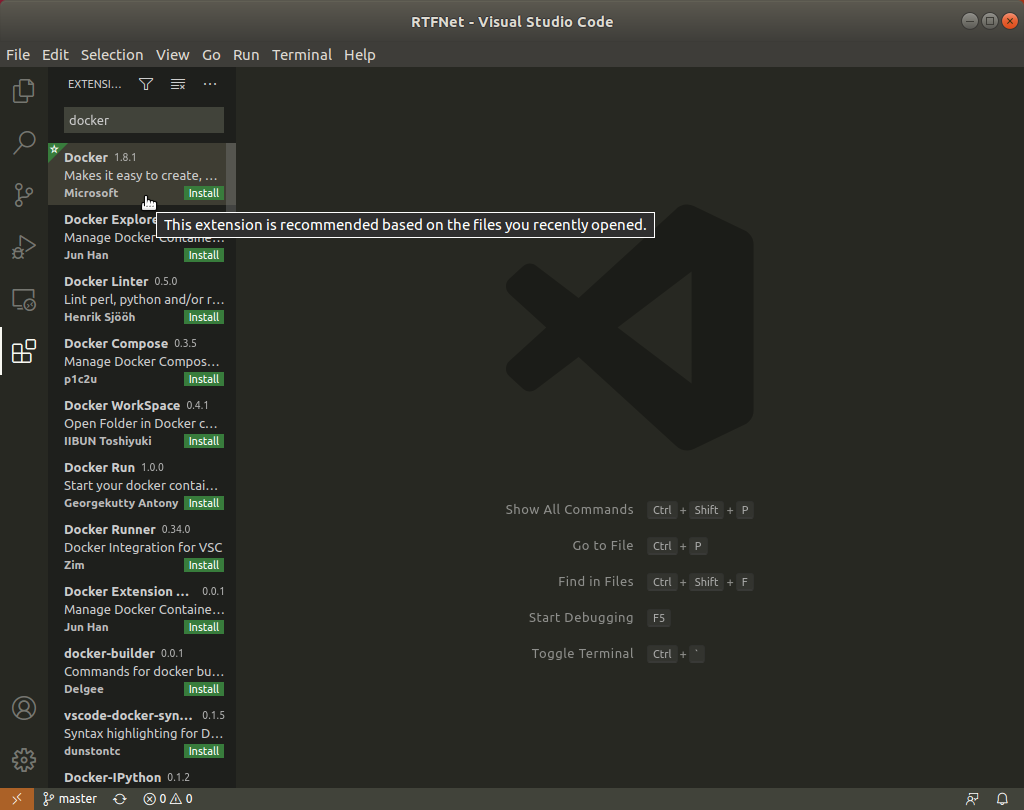 RTFNet - Visual Studio Code
File Edit Selection View Go Run Terminal Help
EXTENSI...
docker
Docker 1.8.1
Makes it easy to create, ...
Microsoft Install
This extension is recommended based on the files you recently opened.
Docker Explore
Manage Docker Containe...
Jun Han Install
Docker Linter 0.5.0
Lint perl, python and/or r...
Henrik Sjööh Install
Docker Compose 0.3.5
Manage Docker Compos...
p1c2u Install
Docker WorkSpace 0.4.1
Open Folder in Docker c...
IIBUN Toshiyuki Install
Docker Run 1.0.0
Start your docker contai...
Georgekutty Antony Install
Docker Runner 0.34.0
Docker Integration for VSC
Zim Install
Docker Extension ... 0.0.1
Manage Docker Containe...
Jun Han Install
docker-builder 0.0.1
Commands for docker bu...
Delgee Install
vscode-docker-syn... 0.1.5
Syntax highlighting for D...
dunstontc Install
Docker-IPython 0.1.2
Show All Commands Ctrl + Shift + P
Go to File Ctrl + P
Find in Files Ctrl + Shift + F
Start Debugging F5
Toggle Terminal Ctrl + `
master 0 0